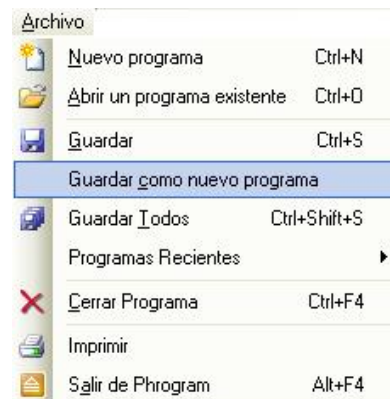 Archivo
Nuevo programa Ctrl+N
Abrir un programa existente Ctrl+O
Guardar Ctrl+S
Guardar como nuevo programa
Guardar Todos Ctrl+Shift+S
Programas Recientes
Cerrar Programa Ctrl+F4
Imprimir
Salir de Phrogram Alt+F4